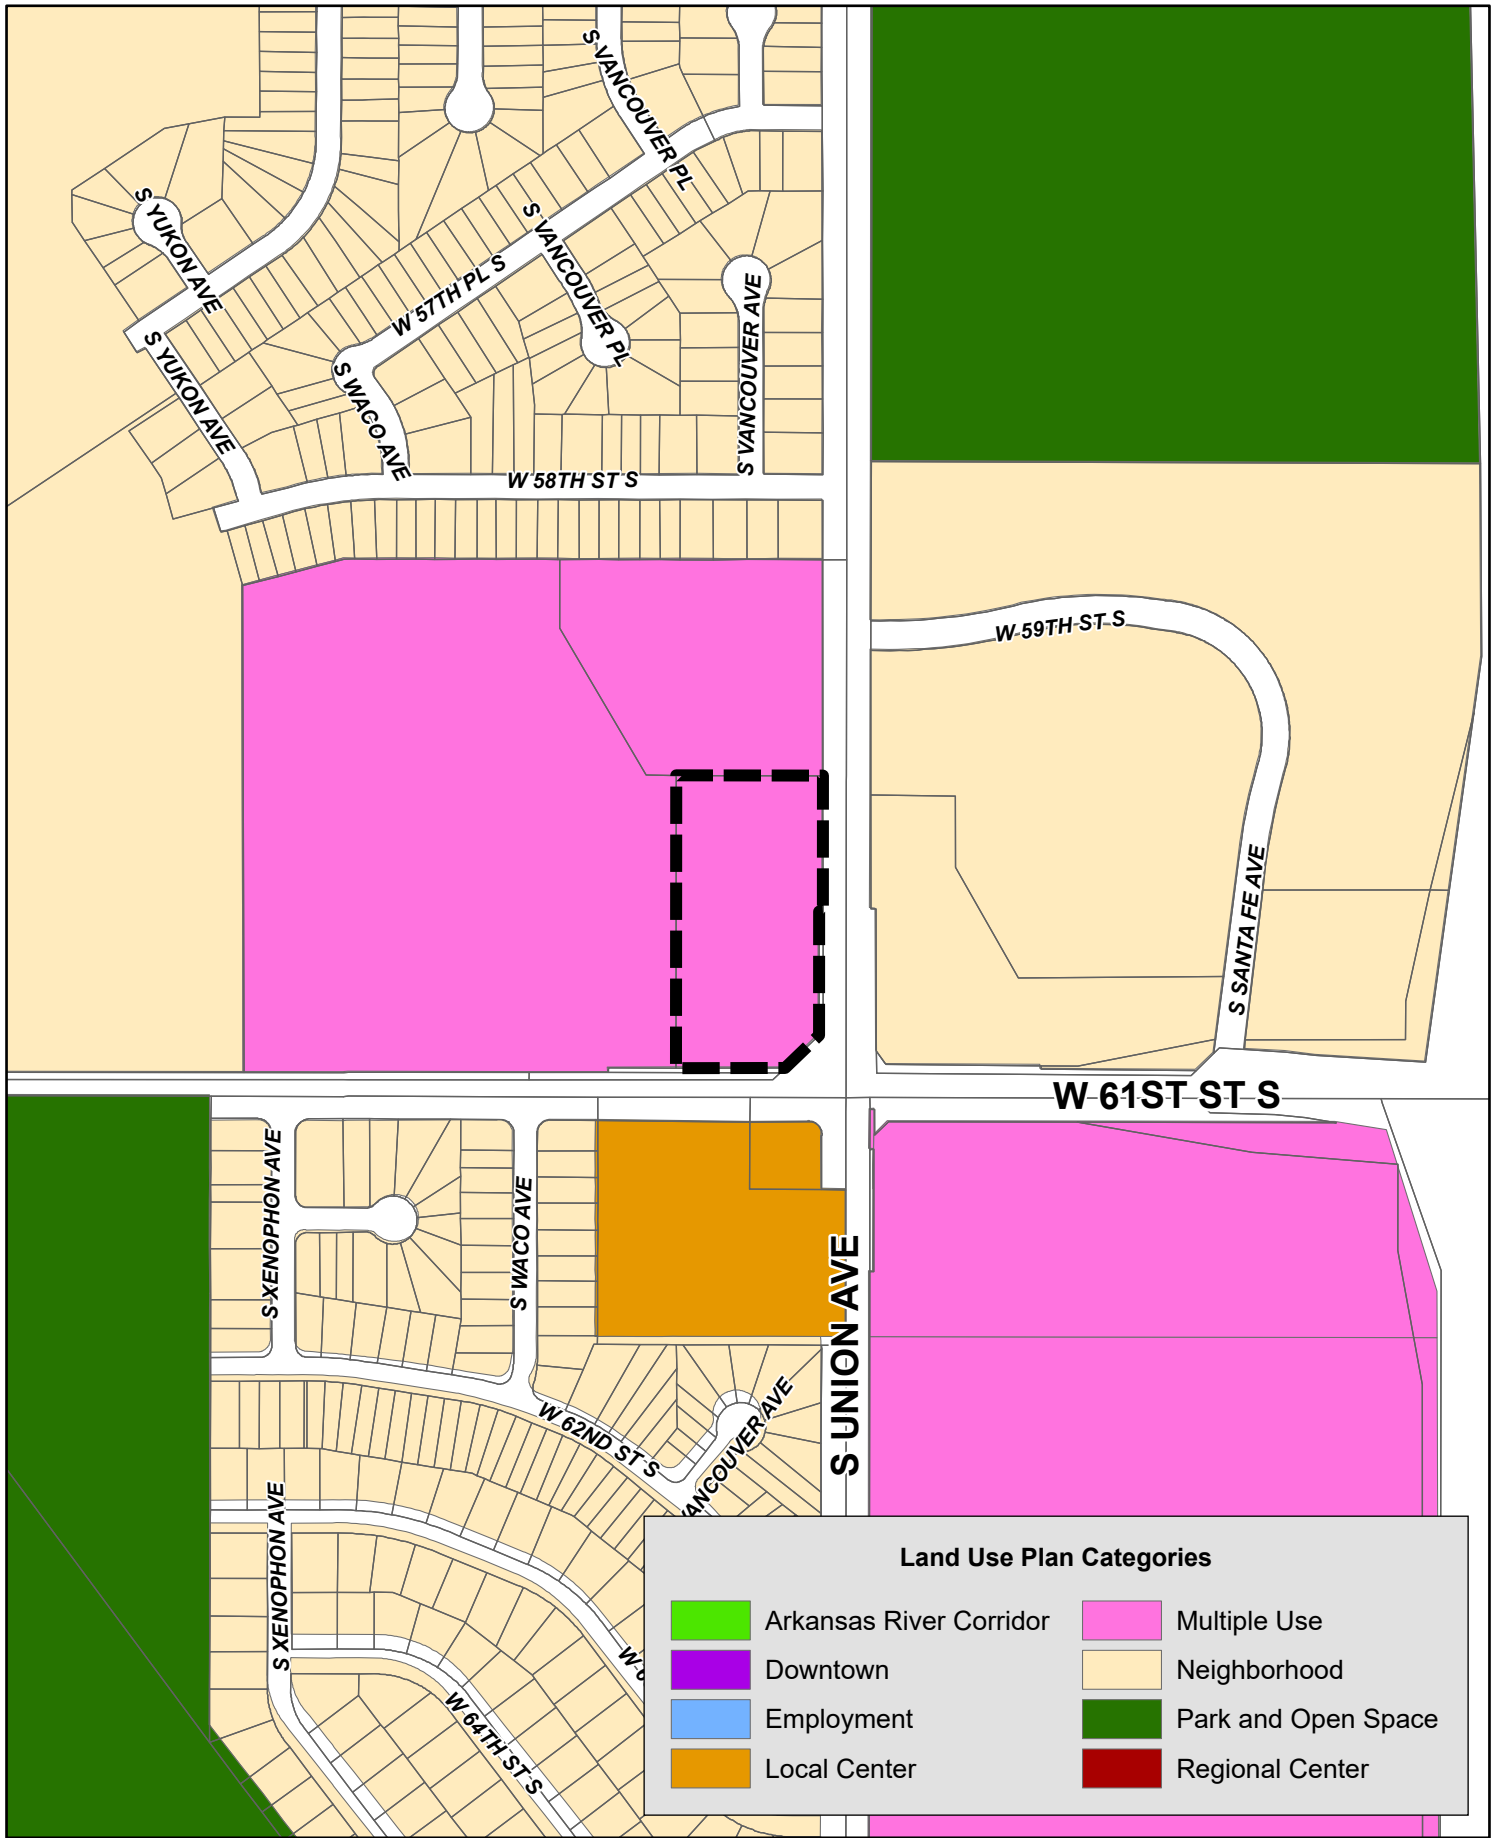 S VANCOUVER PL
S YUKON AVE
S VANCOUVER PL
W 57TH PL S
S VANCOUVER AVE
S YUKON AVE
S WACO AVE
W 58TH ST S
W 59TH ST S
S SANTA FE AVE
W 61ST ST S
S XENOPHON AVE
S WACO AVE
S UNION AVE
W 62ND ST S
VANCOUVER AVE
S XENOPHON AVE
W 64TH ST S
Land Use Plan Categories
Arkansas River Corridor
Downtown
Employment
Local Center
Multiple Use
Neighborhood
Park and Open Space
Regional Center